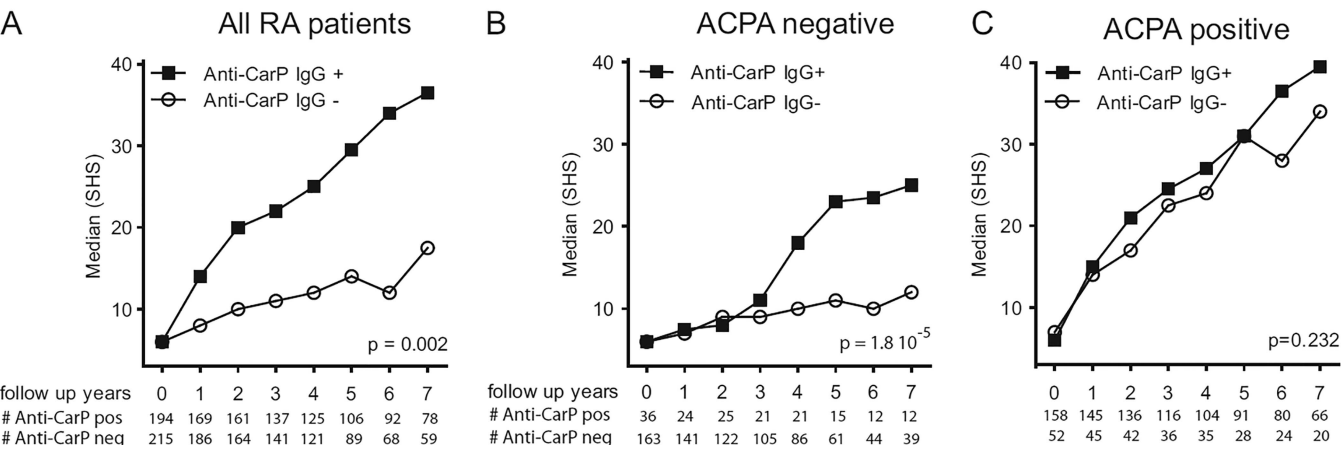 A
All RA patients
40
30
20
10
Median (SHS)
Anti-CarP IgG +
Anti-CarP IgG -
p = 0.002
follow up years 0 1 2 3 4 5 6 7
# Anti-CarP pos 194 169 161 137 125 106 92 78
# Anti-CarP neg 215 186 164 141 121 89 68 59
B
ACPA negative
40
30
20
10
Median (SHS)
Anti-CarP IgG+
Anti-CarP IgG-
p = 1.8 10-5
follow up years 0 1 2 3 4 5 6 7
# Anti-CarP pos 36 24 25 21 21 15 12 12
# Anti-CarP neg 163 141 122 105 86 61 44 39
C
ACPA positive
40
30
20
10
Median (SHS)
Anti-CarP IgG+
Anti-CarP IgG-
p=0.232
0 1 2 3 4 5 6 7
158 145 136 116 104 91 80 66
52 45 42 36 35 28 24 20